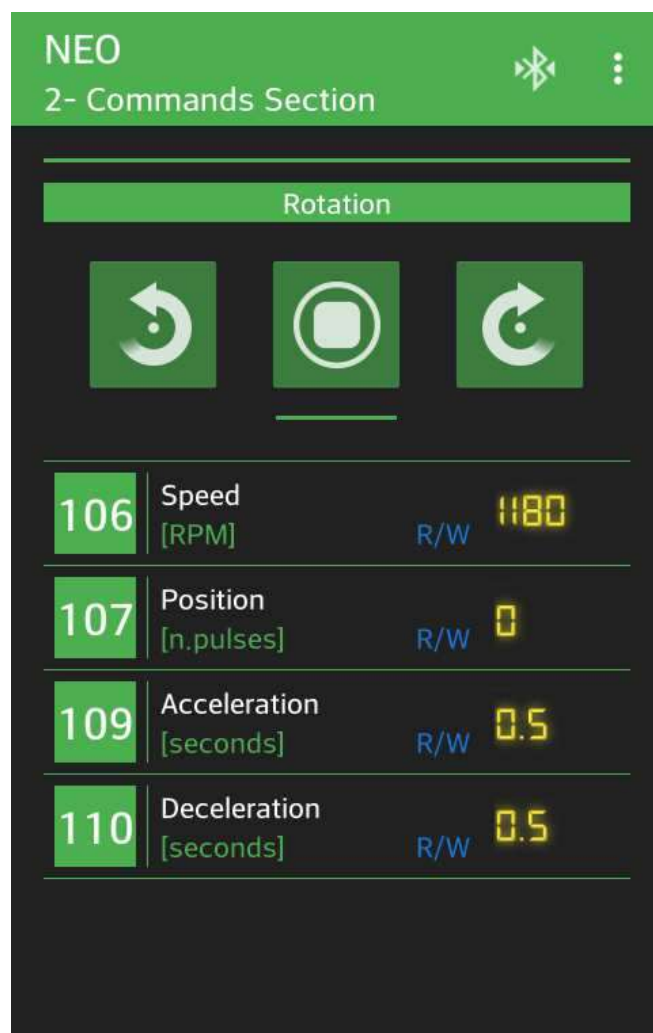 NEO
2- Commands Section
Rotation
106 Speed
[RPM] R/W 1180
107 Position
[n.pulses] R/W 0
109 Acceleration
[seconds] R/W 0.5
110 Deceleration
[seconds] R/W 0.5